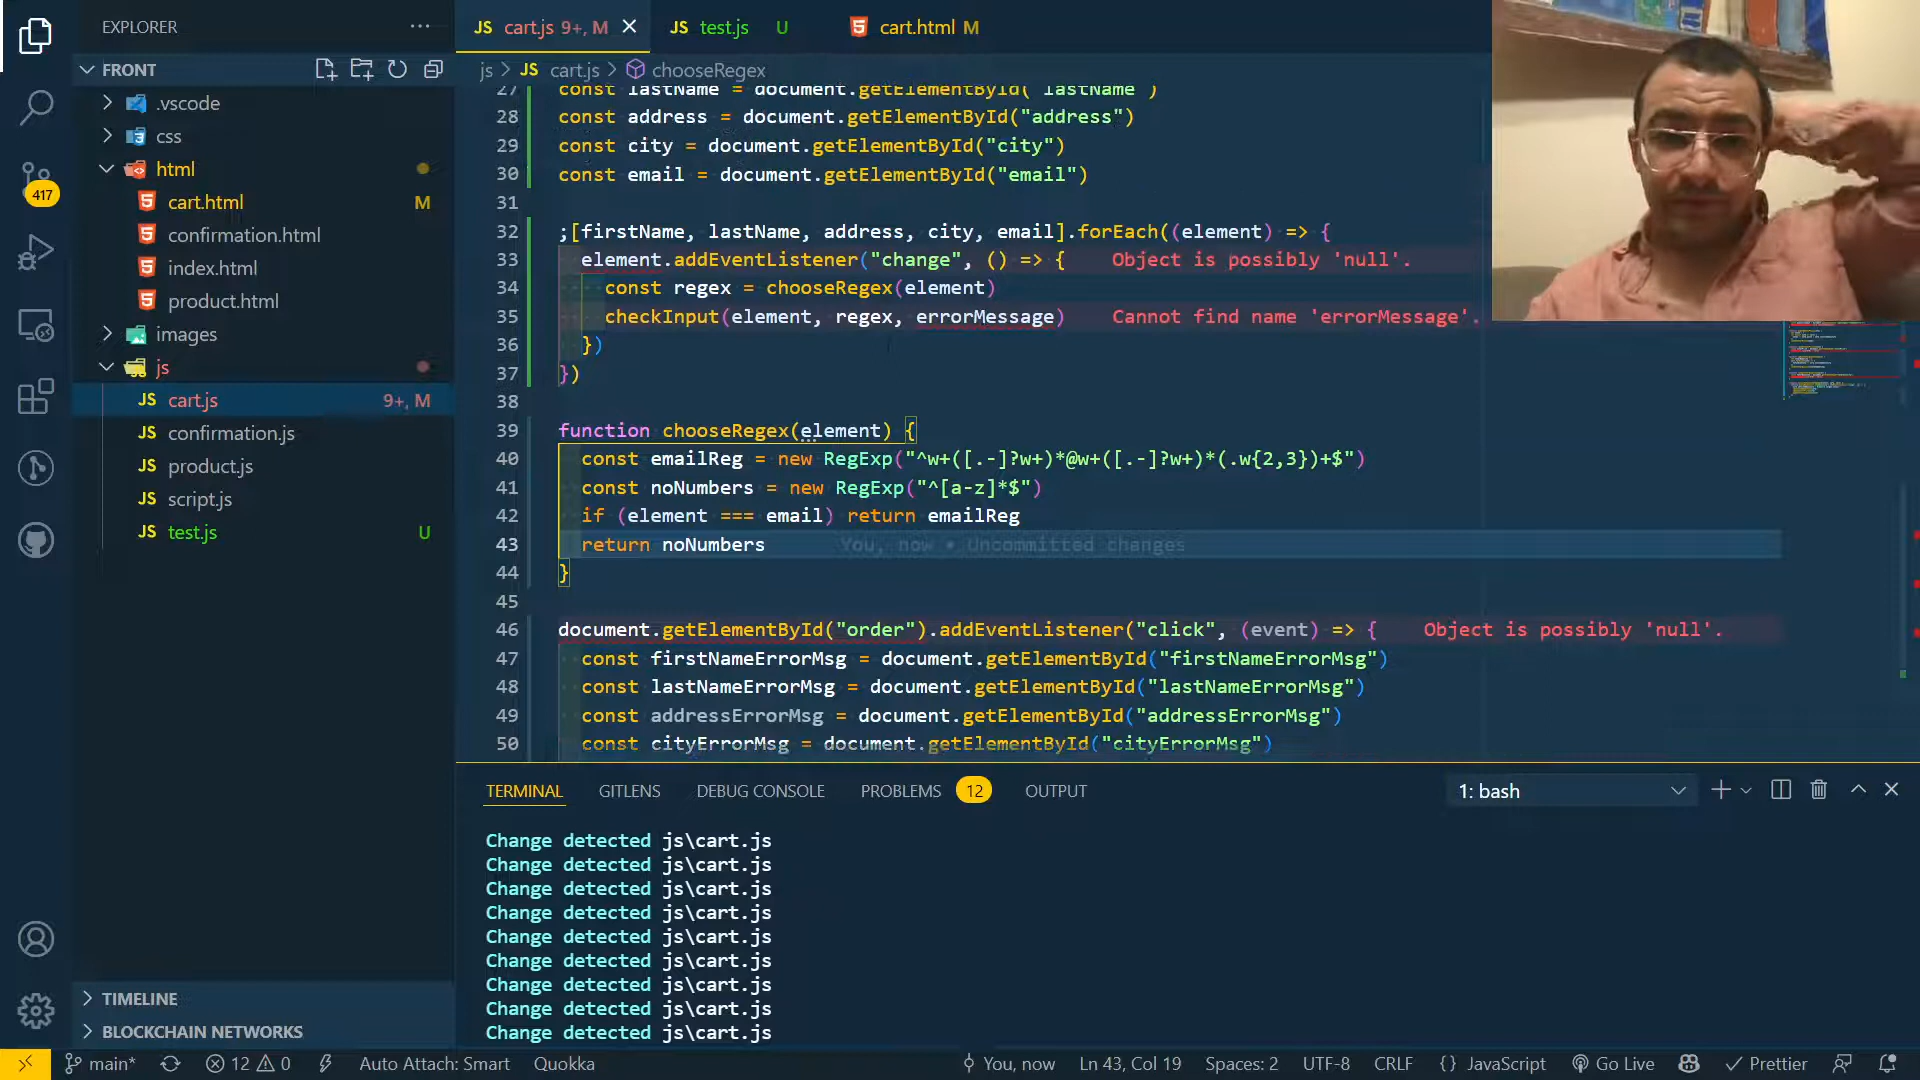 EXPLORER
FRONT
.vscode
css
html
cart.html M
confirmation.html
index.html
product.html
images
js
JS cart.js 9+, M
JS confirmation.js
JS product.js
JS script.js
JS test.js U
TIMELINE
BLOCKCHAIN NETWORKS
417
JS cart.js 9+, M
JS test.js U
cart.html M
js > JS cart.js > chooseRegex
27 const lastName = document.getElementById( lastName )
28 const address = document.getElementById("address")
29 const city = document.getElementById("city")
30 const email = document.getElementById("email")
31
32 ;[firstName, lastName, address, city, email].forEach((element) => {
33 element.addEventListener("change", () => { Object is possibly 'null'.
34 const regex = chooseRegex(element)
35 checkInput(element, regex, errorMessage) Cannot find name 'errorMessage'.
36 })
37 })
38
39 function chooseRegex(element) {
40 const emailReg = new RegExp("^w+([.-]?w+)*@w+([.-]?w+)*(.w{2,3})+$")
41 const noNumbers = new RegExp("^[a-z]*$")
42 if (element === email) return emailReg
43 return noNumbers You, now • Uncommitted changes
44 }
45
46 document.getElementById("order").addEventListener("click", (event) => { Object is possibly 'null'.
47 const firstNameErrorMsg = document.getElementById("firstNameErrorMsg")
48 const lastNameErrorMsg = document.getElementById("lastNameErrorMsg")
49 const addressErrorMsg = document.getElementById("addressErrorMsg")
50 const cityErrorMsg = document.getElementById("cityErrorMsg")
TERMINAL GITLENS DEBUG CONSOLE PROBLEMS 12 OUTPUT 1: bash
Change detected js\cart.js
Change detected js\cart.js
Change detected js\cart.js
Change detected js\cart.js
Change detected js\cart.js
Change detected js\cart.js
Change detected js\cart.js
Change detected js\cart.js
Change detected js\cart.js
main* 12 0 Auto Attach: Smart Quokka You, now Ln 43, Col 19 Spaces: 2 UTF-8 CRLF {} JavaScript Go Live Prettier